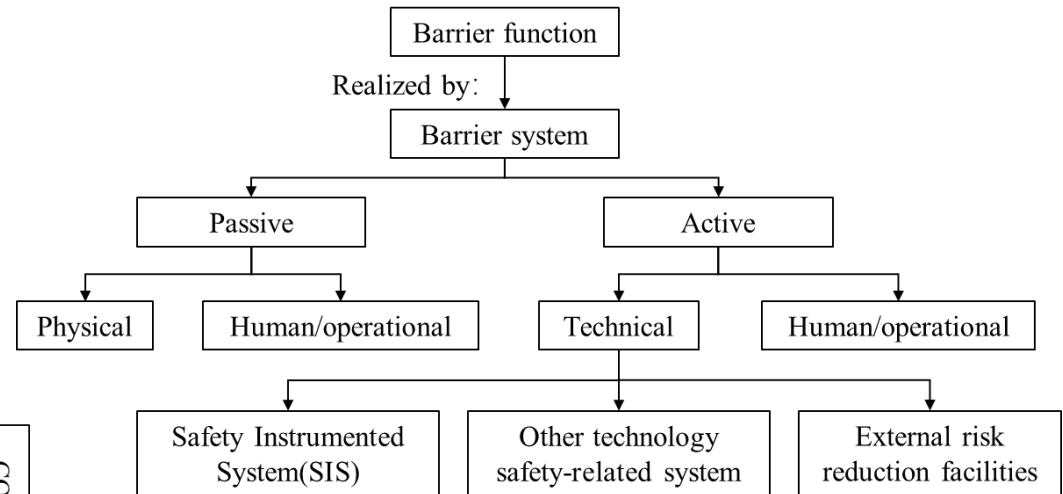 Barrier function
Realized by:
Barrier system
Passive
Active
Physical
Human/operational
Technical
Human/operational
Safety Instrumented
System(SIS)
Other technology
safety-related system
External risk
reduction facilities